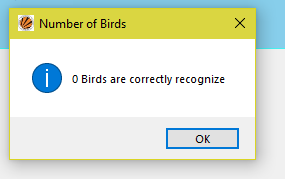 Number of Birds
0 Birds are correctly recognize
OK